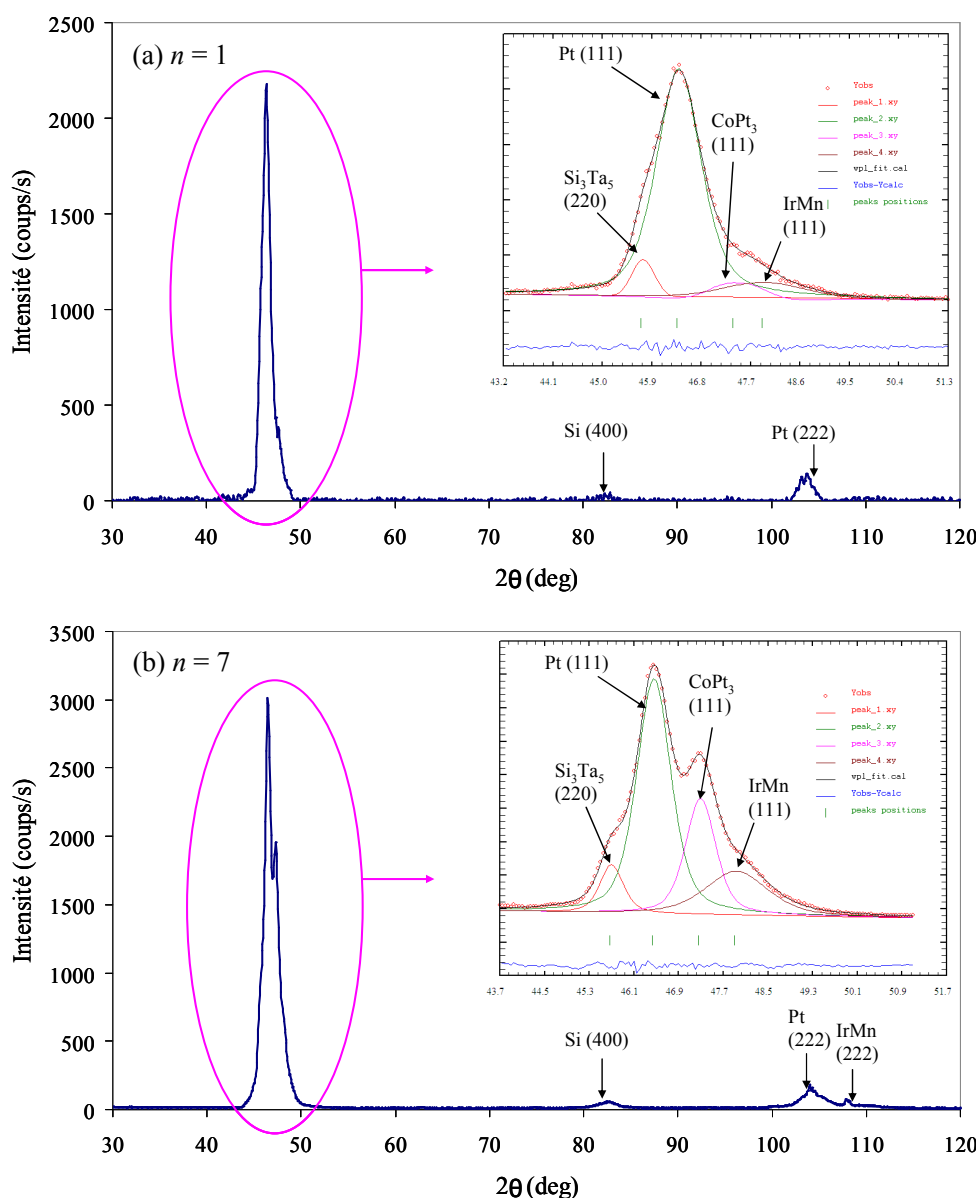 (a) n = 1
Intensité (coups/s)
2500
2000
1500
1000
500
0
30 40 50 60 70 80 90 100 110 120
2θ (deg)
Si (400)
Pt (222)
Pt (111)
CoPt3
(111)
Si3Ta5
(220)
IrMn
(111)
Yobs
peak_1.xy
peak_2.xy
peak_3.xy
peak_4.xy
wpl_fit.cal
Yobs-Ycalc
peaks positions
43.2 44.1 45.0 45.9 46.8 47.7 48.6 49.5 50.4 51.3
(b) n = 7
Intensité (coups/s)
3500
3000
2500
2000
1500
1000
500
0
30 40 50 60 70 80 90 100 110 120
2θ (deg)
Si (400)
Pt
(222)
IrMn
(222)
Pt (111)
CoPt3
(111)
Si3Ta5
(220)
IrMn
(111)
Yobs
peak_1.xy
peak_2.xy
peak_3.xy
peak_4.xy
wpl_fit.cal
Yobs-Ycalc
peaks positions
43.7 44.5 45.3 46.1 46.9 47.7 48.5 49.3 50.1 50.9 51.7